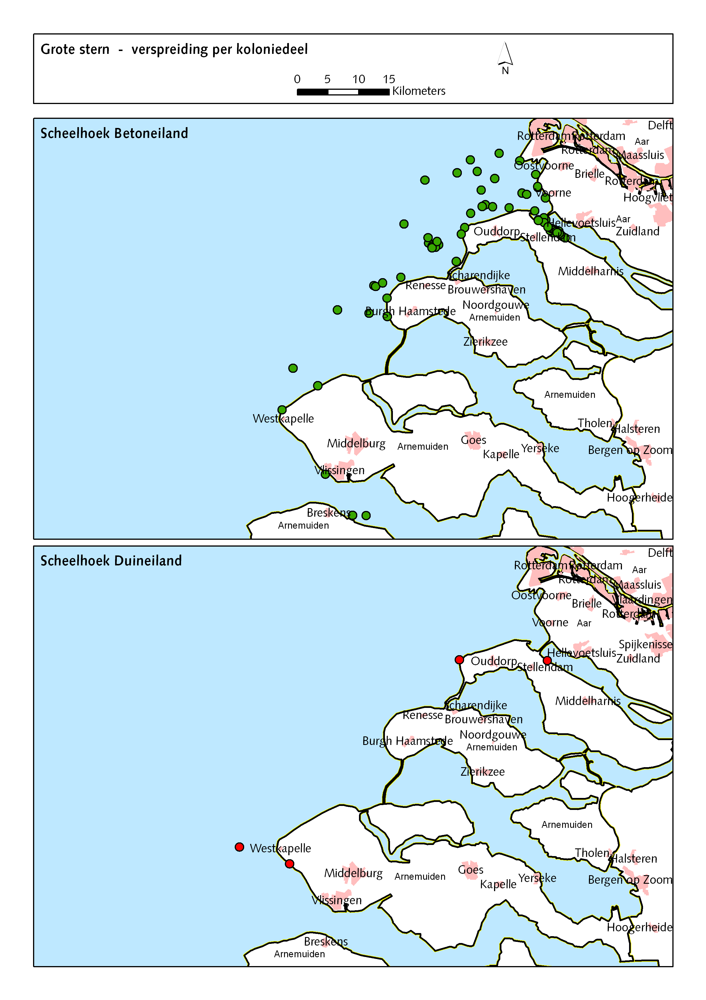 Grote stern - verspreiding per koloniedeel
N
0 5 10 15
Kilometers
Scheelhoek Betoneiland
Delft
Rotterdam Rotterdam
Aar
Rotterdam Maassluis
Oostvoorne
Brielle
Rotterdam
Voorne
Hoogvliet
Hellevoetsluis Aar
Ouddorp Zuidland
Stellendam
Middelharnis
Scharendijke
Renesse
Brouwershaven
Noordgouwe
Burgh Haamstede
Arnemuiden
Zierikzee
Arnemuiden
Westkapelle
Tholen
Halsteren
Goes
Middelburg
Arnemuiden
Yerseke
Bergen op Zoom
Kapelle
Vlissingen
Hoogerheide
Breskens
Arnemuiden
Scheelhoek Duineiland
Delft
Rotterdam Rotterdam
Aar
Rotterdam Maassluis
Oostvoorne
Vlaardingen
Brielle
Rotterdam
Voorne Aar
Spijkenisse
Hellevoetsluis
Zuidland
Ouddorp
Stellendam
Middelharnis
Scharendijke
Renesse
Brouwershaven
Noordgouwe
Burgh Haamstede
Arnemuiden
Zierikzee
Arnemuiden
Westkapelle
Tholen
Halsteren
Goes
Middelburg
Arnemuiden
Yerseke
Bergen op Zoom
Kapelle
Vlissingen
Hoogerheide
Breskens
Arnemuiden